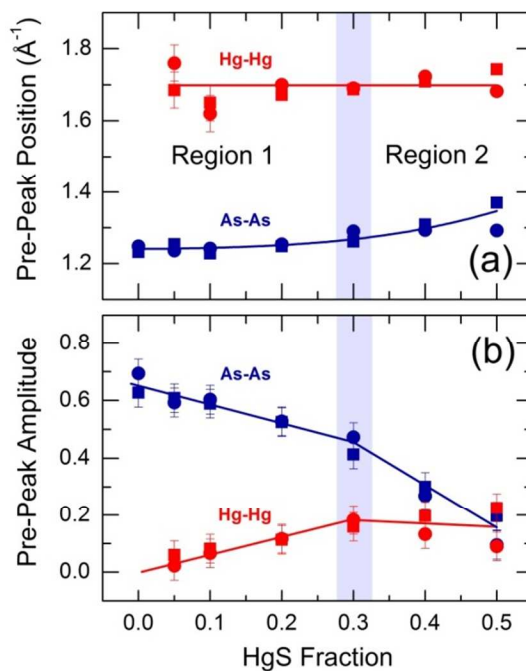 Pre-Peak Position (Å⁻¹)
1.8
1.6
1.4
1.2
Hg-Hg
Region 1
Region 2
As-As
(a)
Pre-Peak Amplitude
0.8
0.6
0.4
0.2
0.0
(b)
As-As
Hg-Hg
0.0 0.1 0.2 0.3 0.4 0.5
HgS Fraction